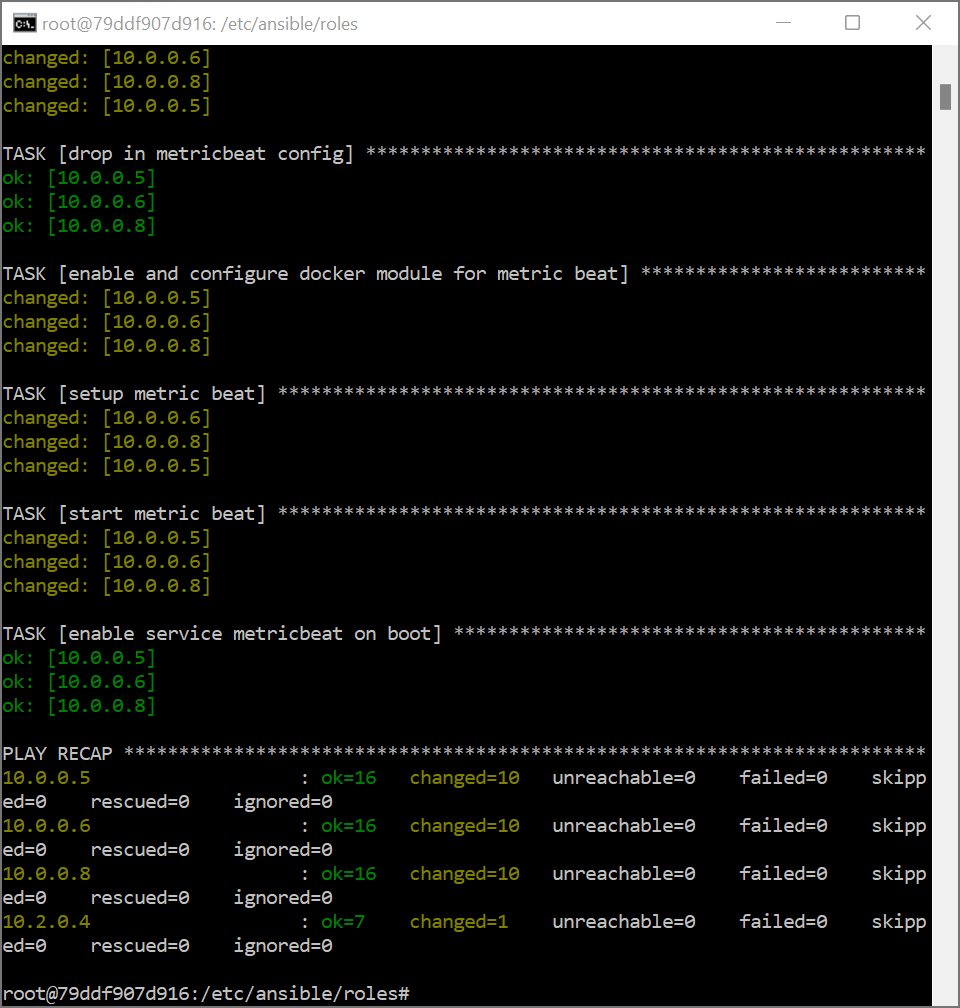 root@79ddf907d916: /etc/ansible/roles
changed: [10.0.0.6]
changed: [10.0.0.8]
changed: [10.0.0.5]
TASK [drop in metricbeat config] ***************************************************
ok: [10.0.0.5]
ok: [10.0.0.6]
ok: [10.0.0.8]
TASK [enable and configure docker module for metric beat] **************************
changed: [10.0.0.5]
changed: [10.0.0.6]
changed: [10.0.0.8]
TASK [setup metric beat] ***********************************************************
changed: [10.0.0.6]
changed: [10.0.0.8]
changed: [10.0.0.5]
TASK [start metric beat] ***********************************************************
changed: [10.0.0.5]
changed: [10.0.0.6]
changed: [10.0.0.8]
TASK [enable service metricbeat on boot] *******************************************
ok: [10.0.0.5]
ok: [10.0.0.6]
ok: [10.0.0.8]
PLAY RECAP *************************************************************************
10.0.0.5                   : ok=16   changed=10   unreachable=0    failed=0    skipp
ed=0    rescued=0    ignored=0
10.0.0.6                   : ok=16   changed=10   unreachable=0    failed=0    skipp
ed=0    rescued=0    ignored=0
10.0.0.8                   : ok=16   changed=10   unreachable=0    failed=0    skipp
ed=0    rescued=0    ignored=0
10.2.0.4                   : ok=7    changed=1    unreachable=0    failed=0    skipp
ed=0    rescued=0    ignored=0
root@79ddf907d916:/etc/ansible/roles#